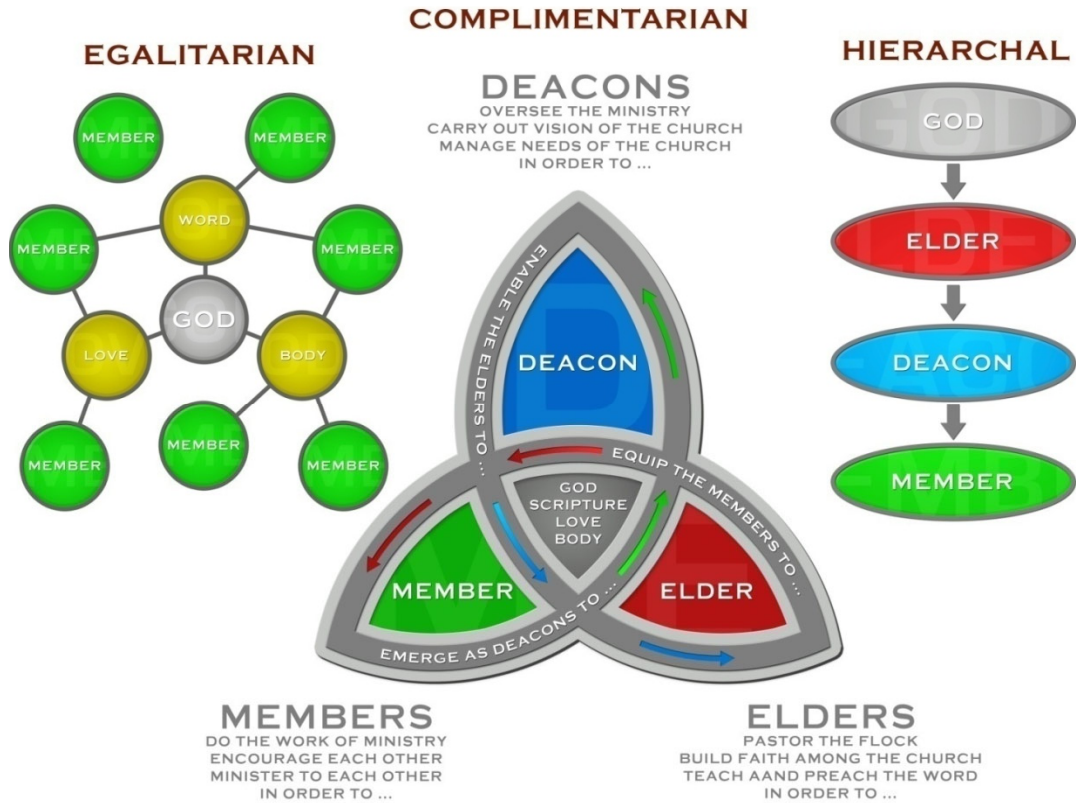 COMPLIMENTARIAN
EGALITARIAN
HIERARCHAL
MEMBER
MEMBER
WORD
MEMBER
MEMBER
GOD
LOVE
BODY
MEMBER
MEMBER
MEMBER
DEACONS
OVERSEE THE MINISTRY
CARRY OUT VISION OF THE CHURCH
MANAGE NEEDS OF THE CHURCH
IN ORDER TO ...
ENABLE THE ELDERS TO ...
DEACON
EQUIP THE MEMBERS TO ...
GOD
SCRIPTURE
LOVE
BODY
MEMBER
ELDER
EMERGE AS DEACONS TO ...
GOD
ELDER
DEACON
MEMBER
MEMBERS
DO THE WORK OF MINISTRY
ENCOURAGE EACH OTHER
MINISTER TO EACH OTHER
IN ORDER TO ...
ELDERS
PASTOR THE FLOCK
BUILD FAITH AMONG THE CHURCH
TEACH AAND PREACH THE WORD
IN ORDER TO ...